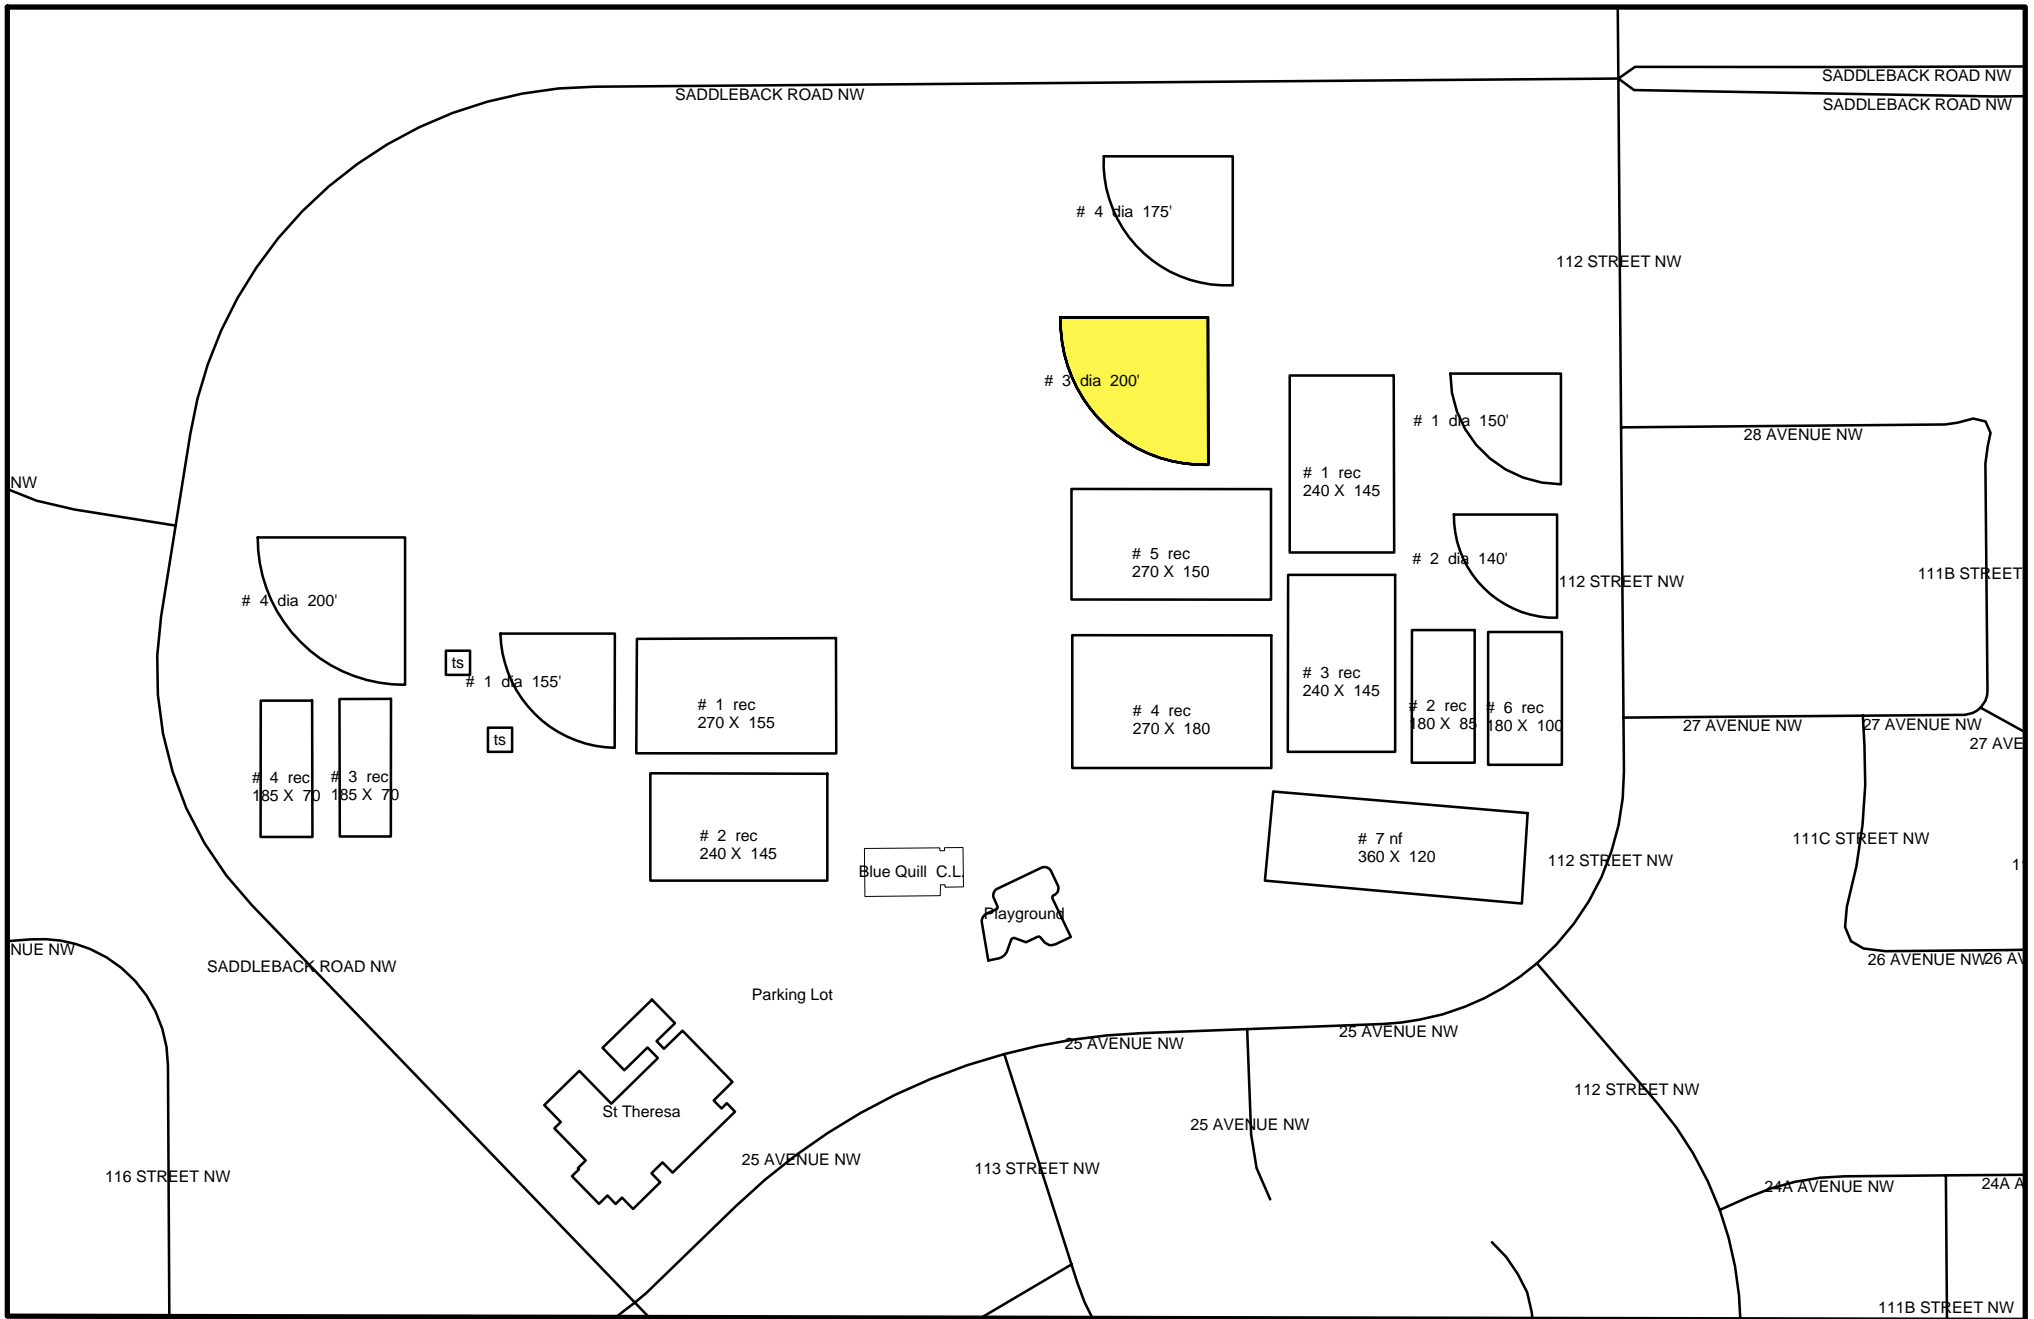 SADDLEBACK ROAD NW
SADDLEBACK ROAD NW
SADDLEBACK ROAD NW
# 4 dia 175'
112 STREET NW
# 3 dia 200'
# 1 dia 150'
28 AVENUE NW
# 1 rec
240 X 145
NW
# 5 rec
270 X 150
# 2 dia 140'
112 STREET NW
111B STREET
# 4 dia 200'
ts
# 1 dia 155'
# 1 rec
270 X 155
# 4 rec
270 X 180
# 3 rec
240 X 145
# 2 rec
180 X 85
# 6 rec
180 X 100
27 AVENUE NW
27 AVENUE NW
27 AVE
ts
# 4 rec
185 X 70
# 3 rec
185 X 70
# 2 rec
240 X 145
# 7 nf
360 X 120
112 STREET NW
111C STREET NW
11
Blue Quill C.L.
Playground
NUE NW
SADDLEBACK ROAD NW
26 AVENUE NW
26 AV
Parking Lot
25 AVENUE NW
25 AVENUE NW
112 STREET NW
St Theresa
25 AVENUE NW
25 AVENUE NW
113 STREET NW
116 STREET NW
24A AVENUE NW
24A A
111B STREET NW